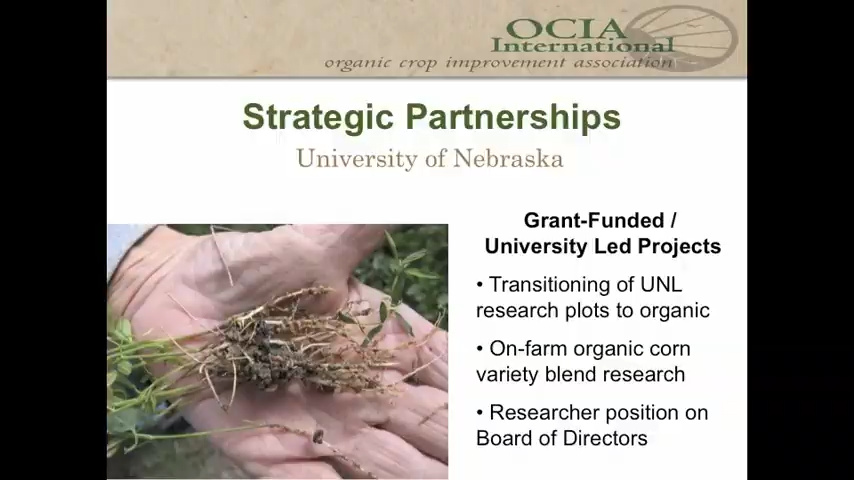 OCIA
International
organic crop improvement association
Strategic Partnerships
University of Nebraska
Grant-Funded /
University Led Projects
• Transitioning of UNL
research plots to organic
• On-farm organic corn
variety blend research
• Researcher position on
Board of Directors